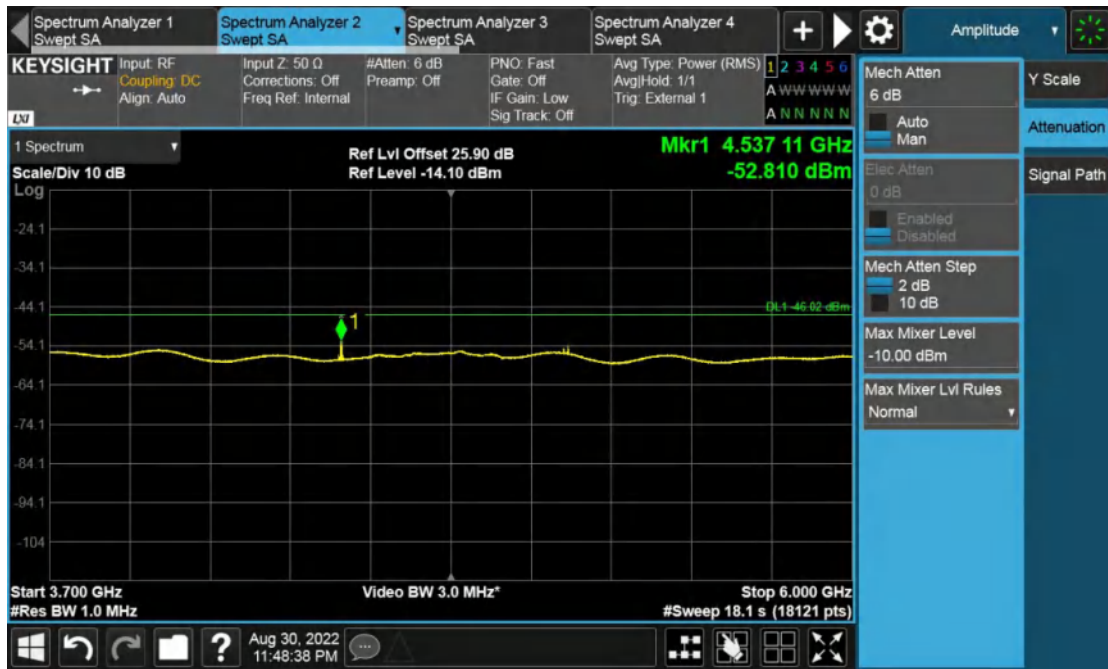 Spectrum Analyzer 1
Swept SA
Spectrum Analyzer 2
Swept SA
Spectrum Analyzer 3
Swept SA
Spectrum Analyzer 4
Swept SA
Amplitude
KEYSIGHT
LXI
Input: RF
Coupling: DC
Align: Auto
Input Z: 50 Ω
Corrections: Off
Freq Ref: Internal
#Atten: 6 dB
Preamp: Off
PNO: Fast
Gate: Off
IF Gain: Low
Sig Track: Off
Avg Type: Power (RMS)
Avg|Hold: 1/1
Trig: External 1
1 2 3 4 5 6
A W W W W W
A N N N N N
1 Spectrum
Scale/Div 10 dB
Log
Ref Lvl Offset 25.90 dB
Ref Level -14.10 dBm
Mkr1 4.537 11 GHz
-52.810 dBm
-24.1
-34.1
-44.1
-54.1
-64.1
-74.1
-84.1
-94.1
-104
DL1 -46.02 dBm
1
Start 3.700 GHz
#Res BW 1.0 MHz
Video BW 3.0 MHz*
Stop 6.000 GHz
#Sweep 18.1 s (18121 pts)
Mech Atten
6 dB
Auto
Man
Elec Atten
0 dB
Enabled
Disabled
Mech Atten Step
2 dB
10 dB
Max Mixer Level
-10.00 dBm
Max Mixer Lvl Rules
Normal
Y Scale
Attenuation
Signal Path
?
Aug 30, 2022
11:48:38 PM